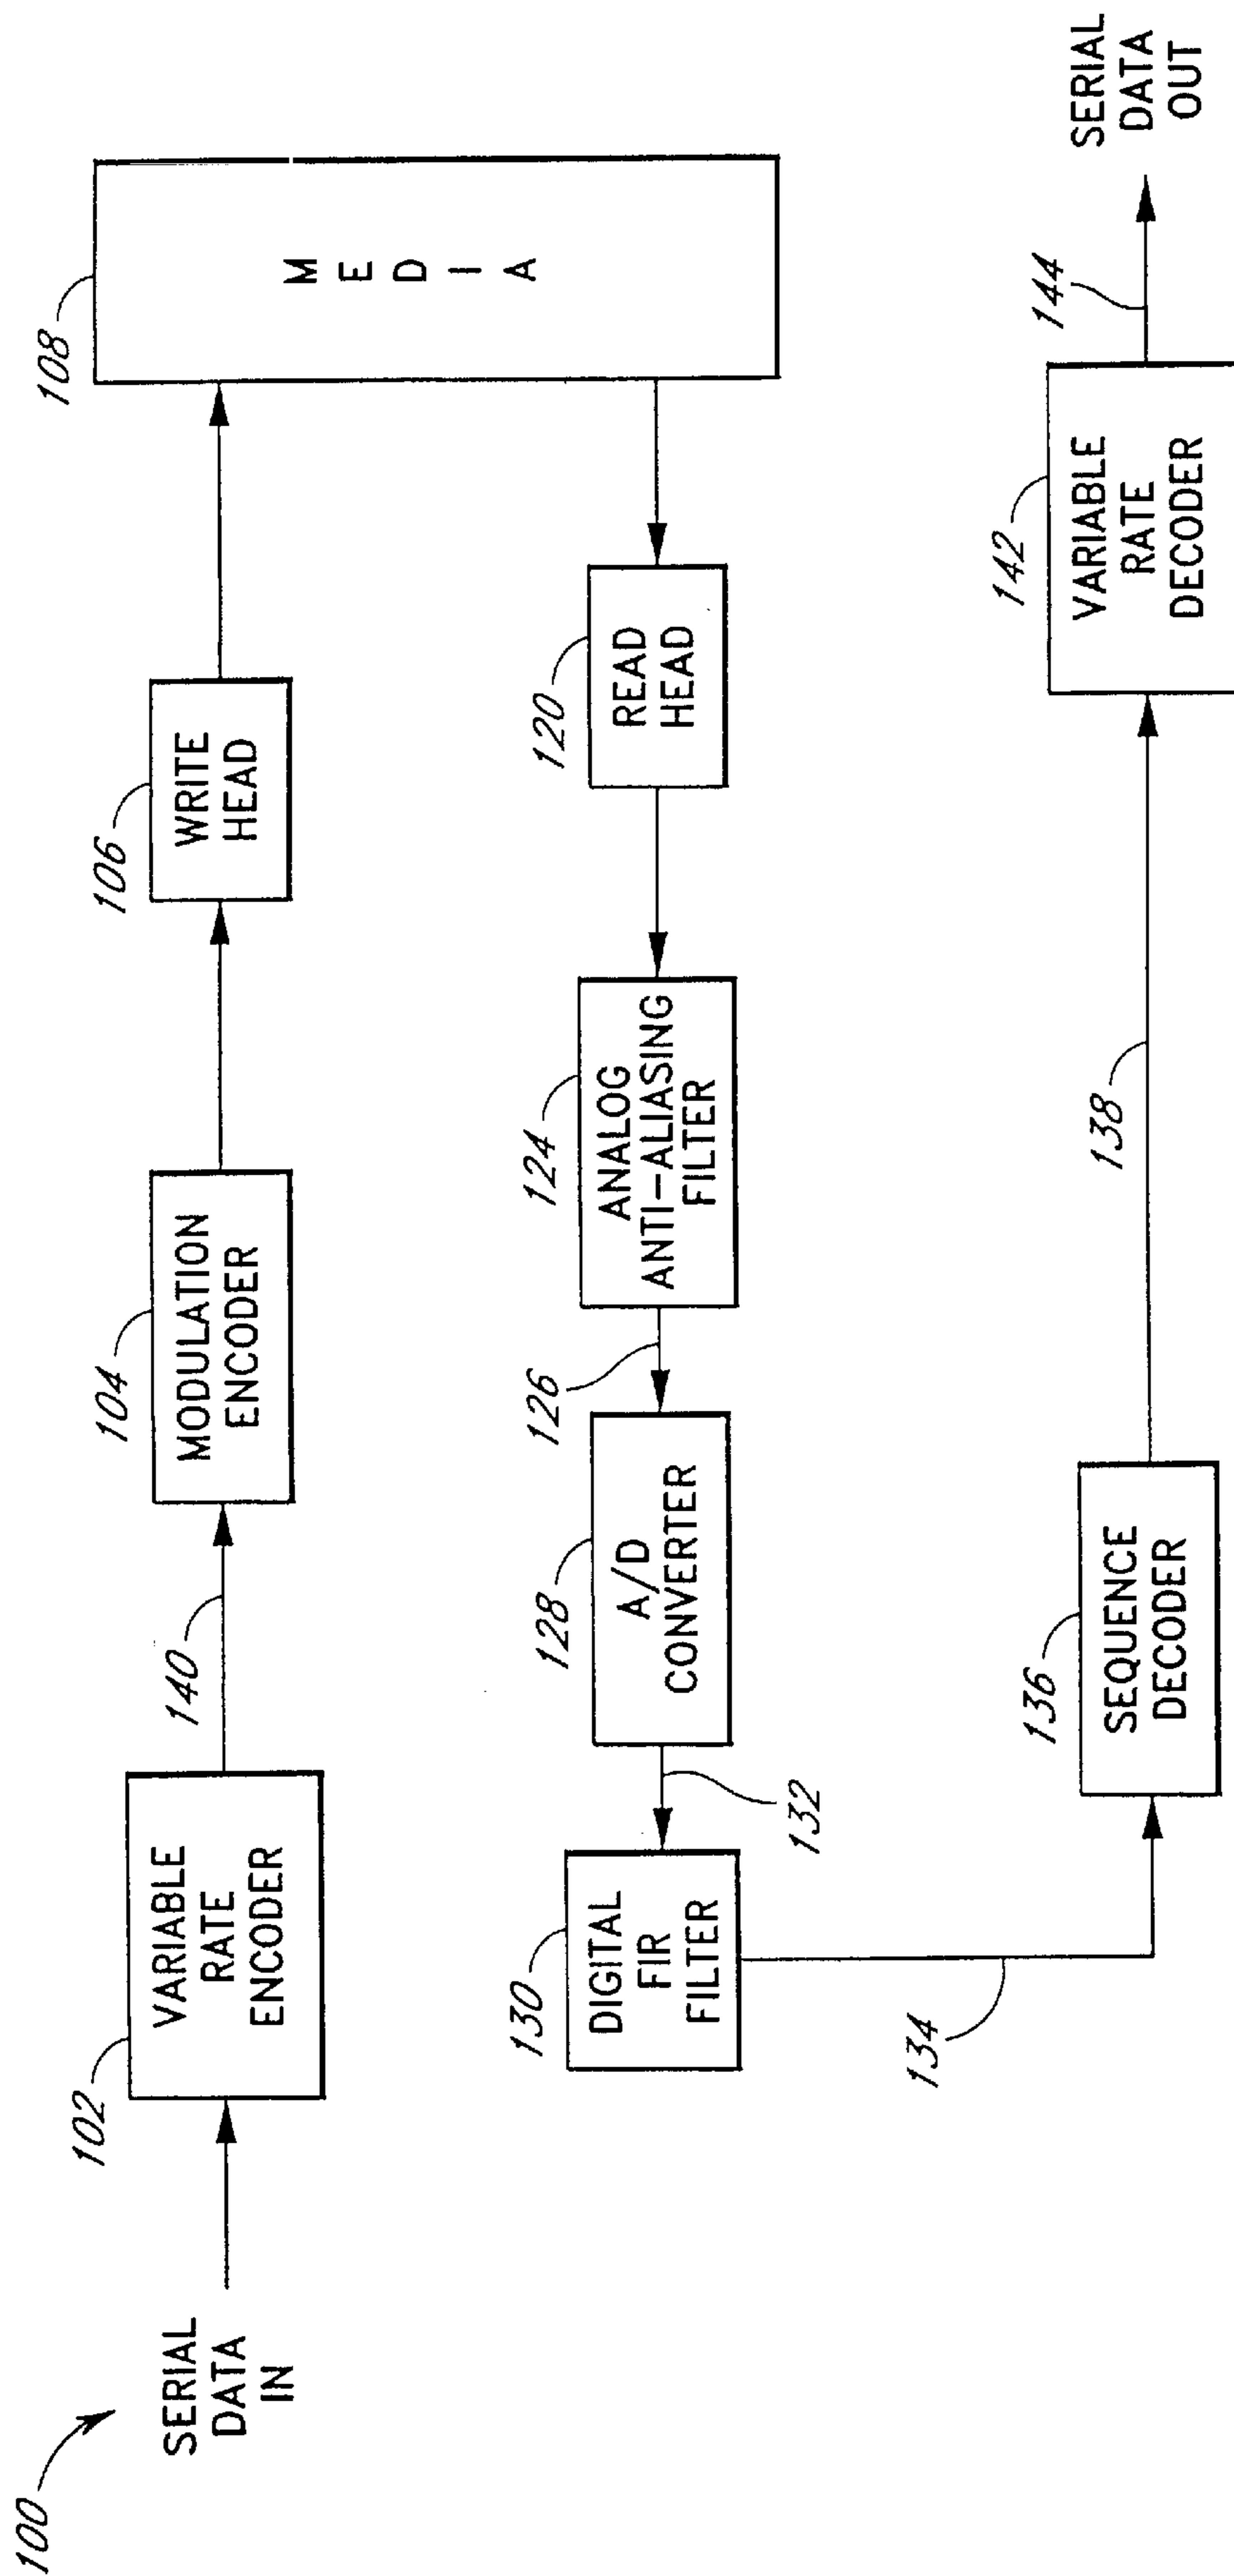 100
SERIAL
DATA
IN
102
VARIABLE
RATE
ENCODER
140
104
MODULATION
ENCODER
106
WRITE
HEAD
108
MEDIA
120
READ
HEAD
124
ANALOG
ANTI-ALIASING
FILTER
126
128
A/D
CONVERTER
132
130
DIGITAL
FIR
FILTER
134
136
SEQUENCE
DECODER
138
142
VARIABLE
RATE
DECODER
144
SERIAL
DATA
OUT